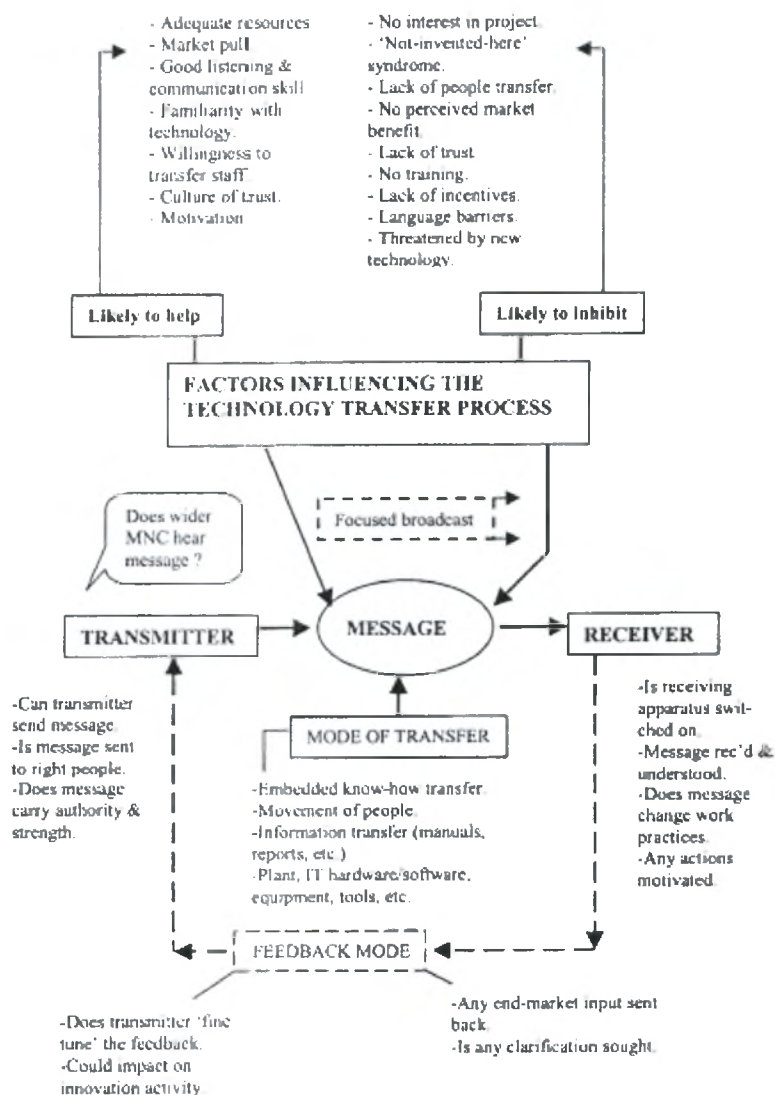 - Adequate resources
- Market pull
- Good listening &
communication skill
- Familiarity with
technology.
- Willingness to
transfer staff.
- Culture of trust.
- Motivation
- No interest in project.
- ‘Not-invented-here’
syndrome.
- Lack of people transfer.
- No perceived market
benefit.
- Lack of trust
- No training.
- Lack of incentives.
- Language barriers.
- Threatened by new
technology.
Likely to help
Likely to inhibit
FACTORS INFLUENCING THE
TECHNOLOGY TRANSFER PROCESS
Focused broadcast
Does wider
MNC hear
message ?
TRANSMITTER
MESSAGE
RECEIVER
-Can transmitter
send message.
-Is message sent
to right people.
-Does message
carry authority &
strength.
MODE OF TRANSFER
-Embedded know-how transfer.
-Movement of people.
-Information transfer (manuals,
reports, etc.)
-Plant, IT hardware/software,
equipment, tools, etc.
-Is receiving
apparatus swit-
ched on.
-Message rec'd &
understood.
-Does message
change work
practices.
-Any actions
motivated.
FEEDBACK MODE
-Does transmitter ‘fine
tune’ the feedback.
-Could impact on
innovation activity.
-Any end-market input sent
back.
-Is any clarification sought.